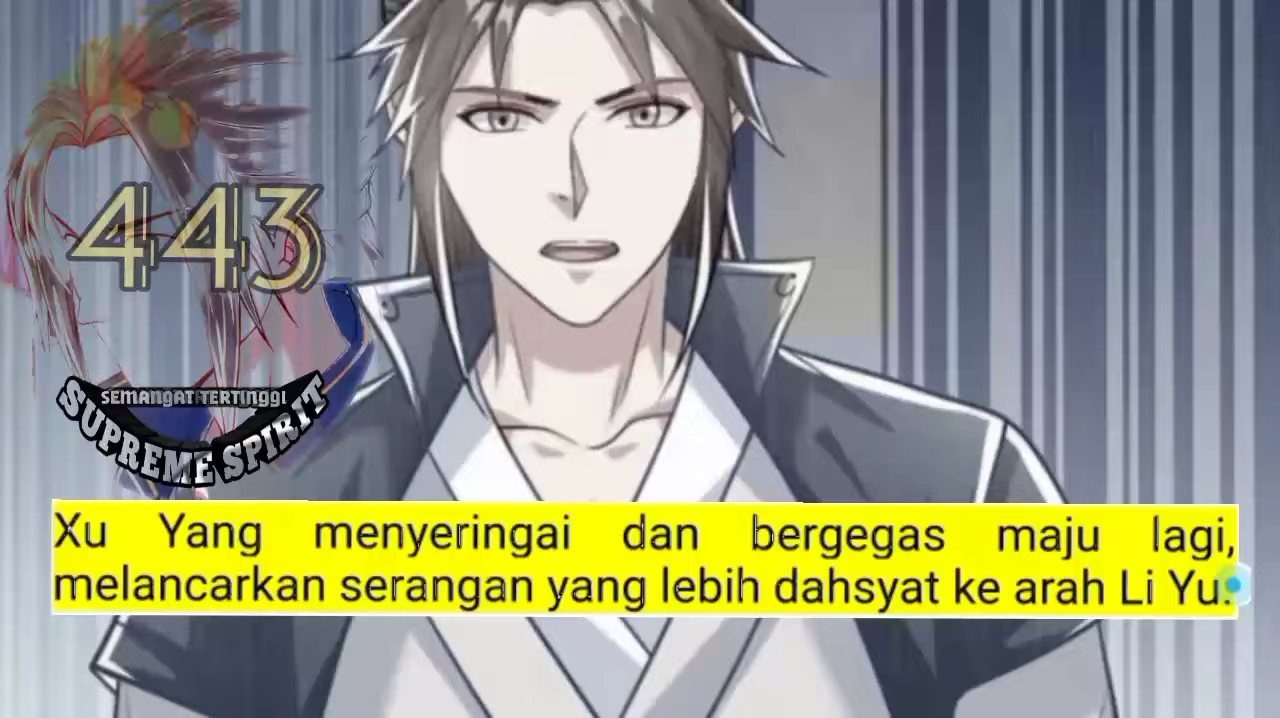 443
SEMANGAT TERTINGGI
SUPREME SPIRIT
Xu Yang menyeringai dan bergegas maju lagi,
melancarkan serangan yang lebih dahsyat ke arah Li Yu.